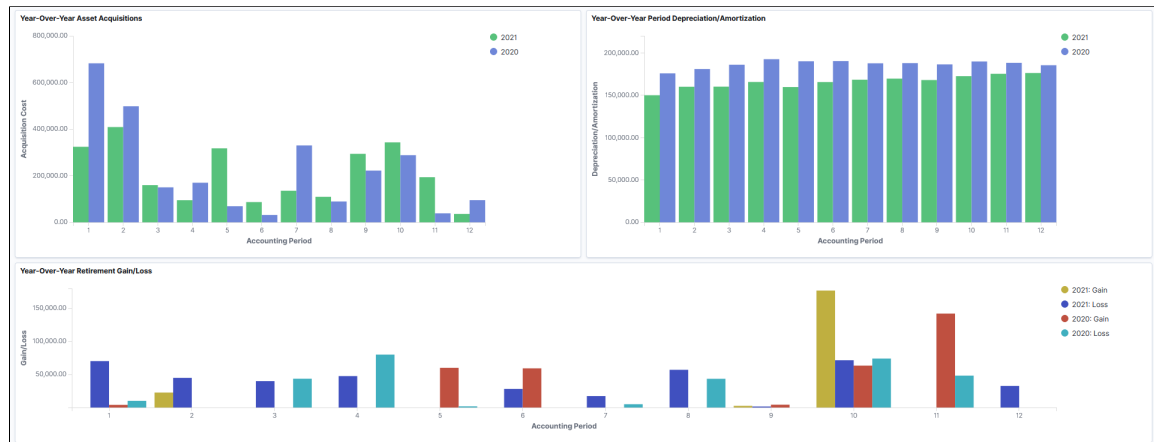 Year-Over-Year Asset Acquisitions
800,000.00
600,000.00
400,000.00
200,000.00
0.00
Acquisition Cost
1 2 3 4 5 6 7 8 9 10 11 12
Accounting Period
2021
2020
Year-Over-Year Period Depreciation/Amortization
200,000.00
150,000.00
100,000.00
50,000.00
0.00
Depreciation/Amortization
1 2 3 4 5 6 7 8 9 10 11 12
Accounting Period
2021
2020
Year-Over-Year Retirement Gain/Loss
150,000.00
100,000.00
50,000.00
Gain/Loss
1 2 3 4 5 6 7 8 9 10 11 12
Accounting Period
2021: Gain
2021: Loss
2020: Gain
2020: Loss